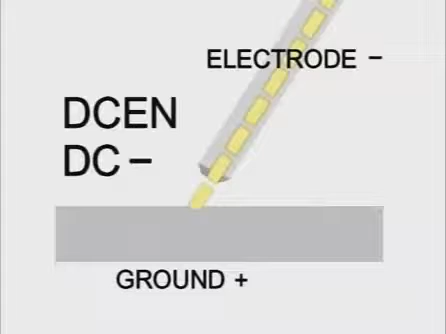 ELECTRODE -
DCEN
DC -
GROUND +